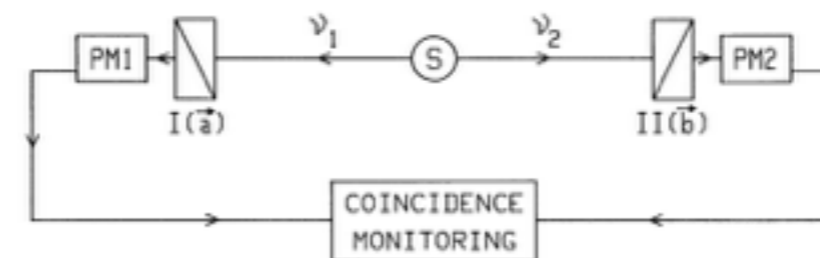 ν₁
ν₂
PM1
S
PM2
I(a⃗)
II(b⃗)
COINCIDENCE
MONITORING